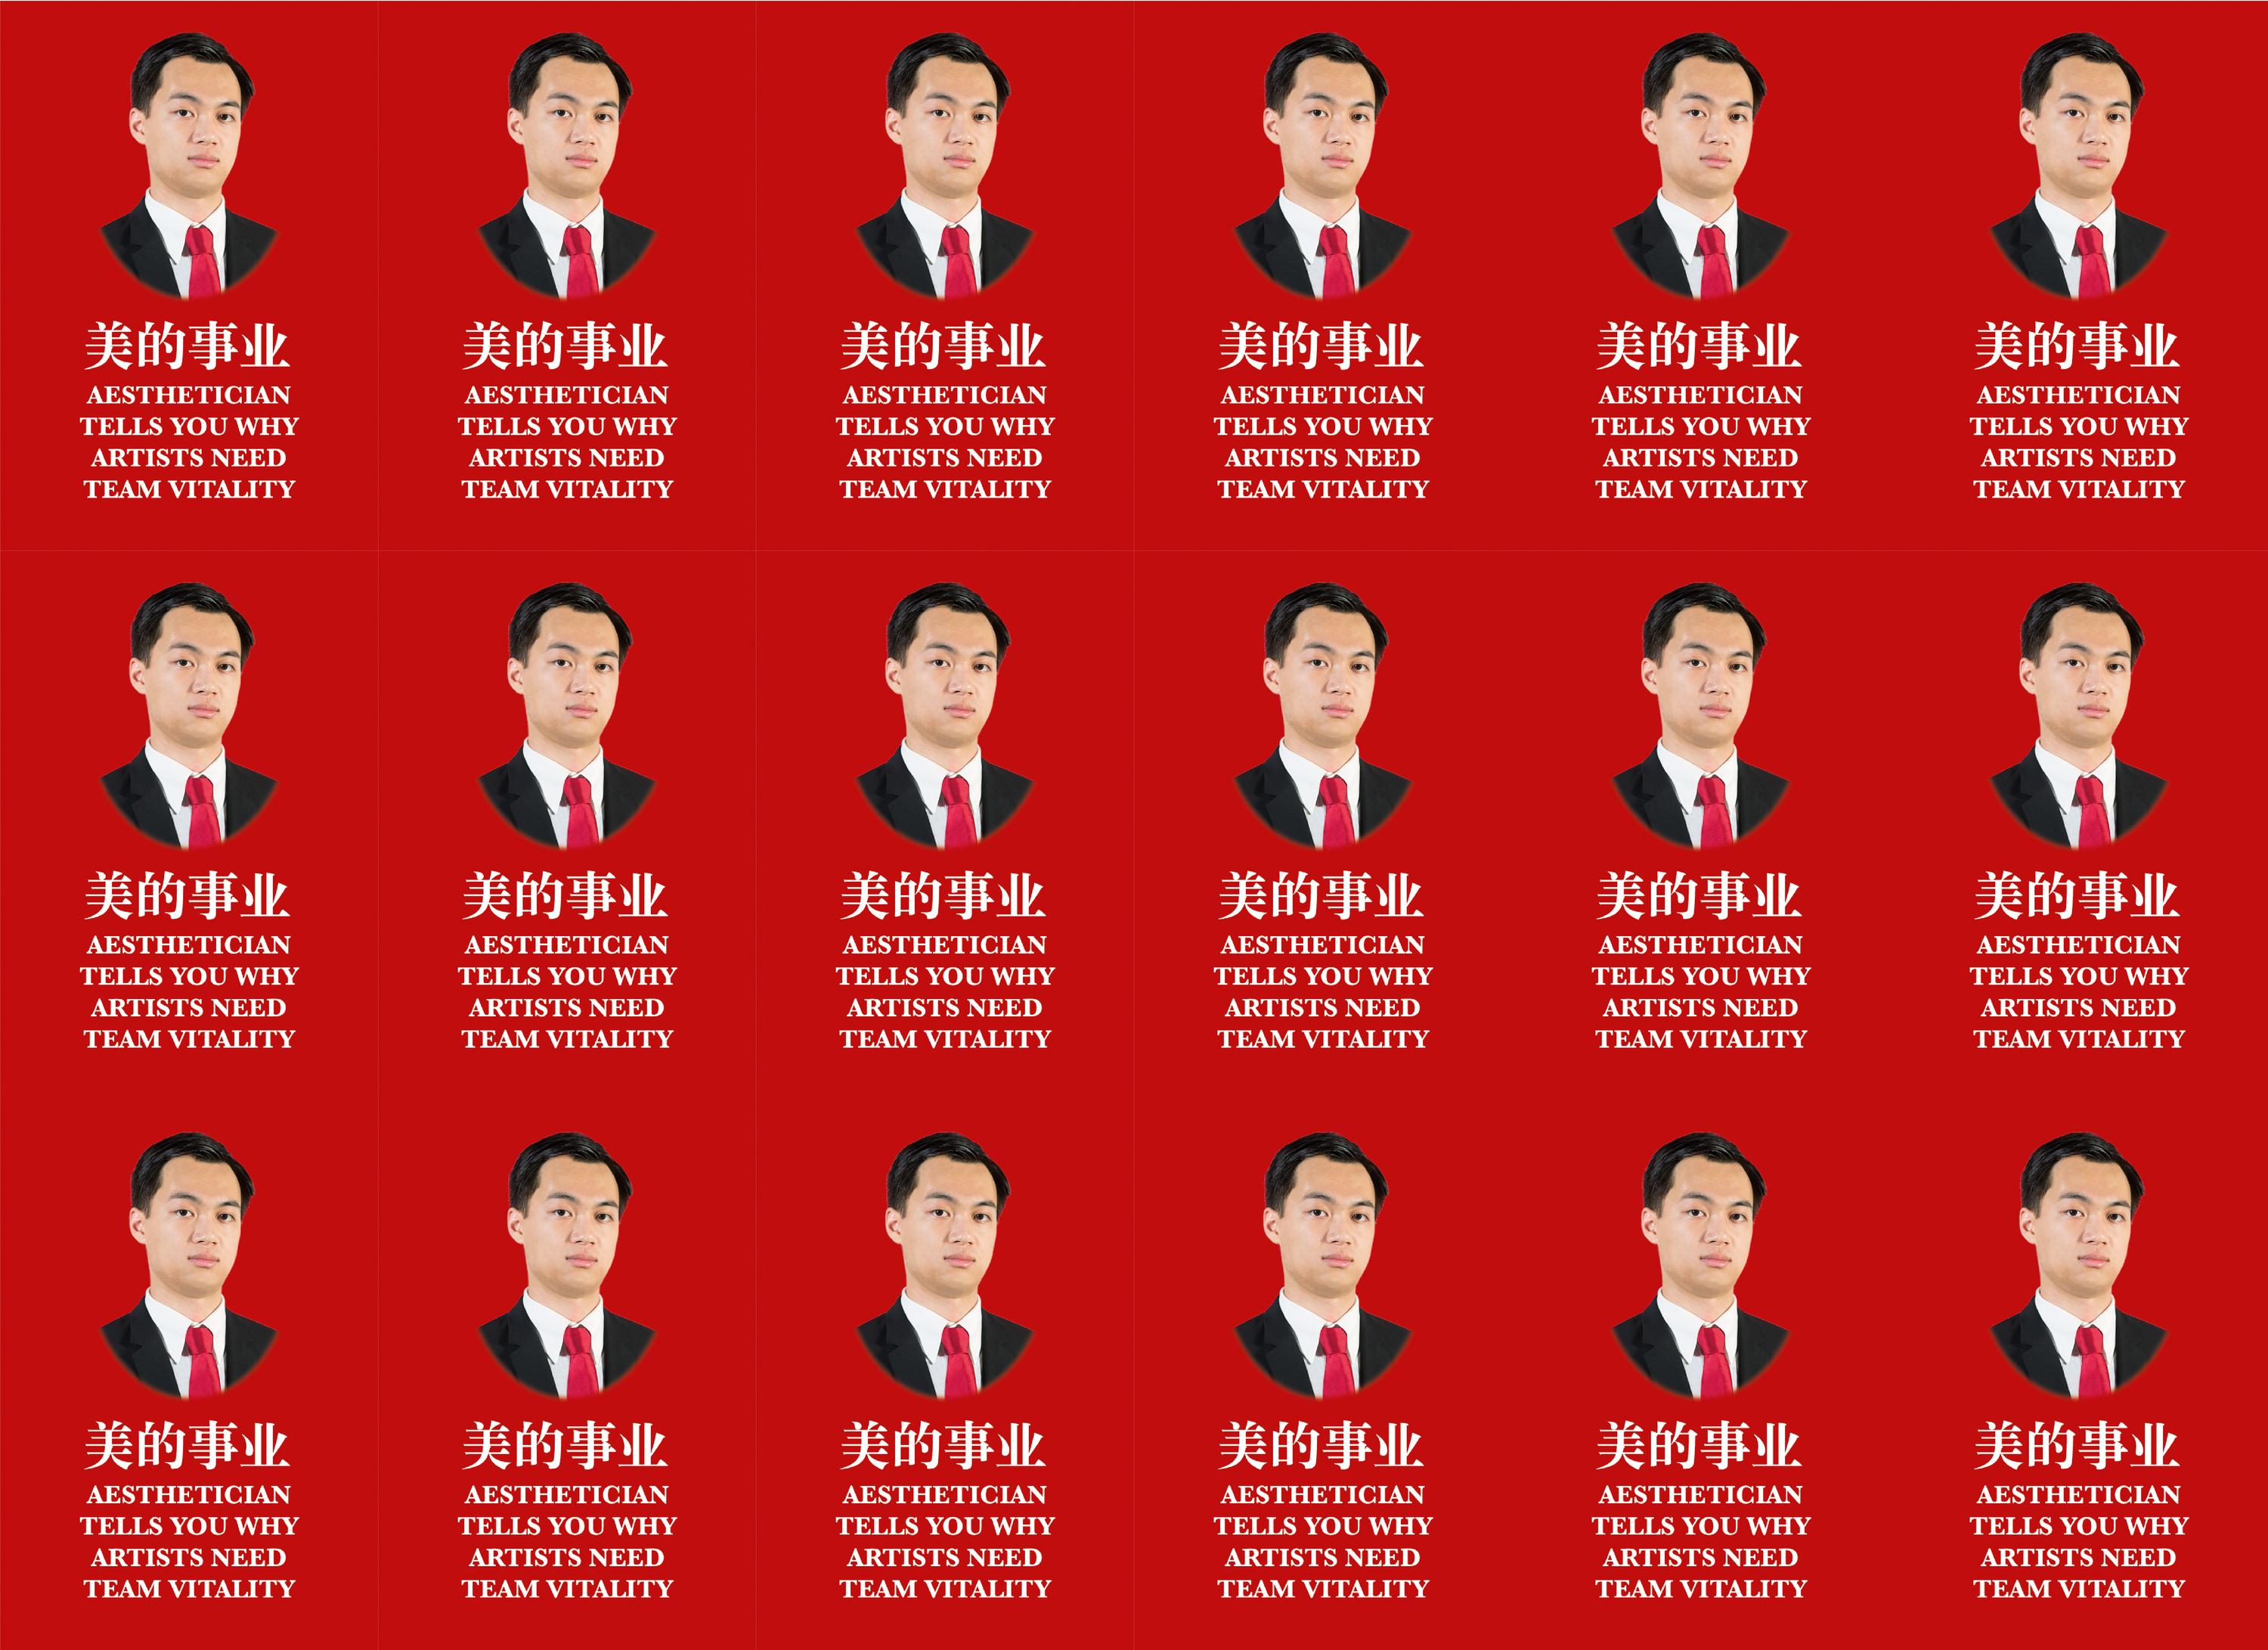 美的事业 美的事业 美的事业 美的事业 美的事业 美的事业
AESTHETICIAN AESTHETICIAN AESTHETICIAN AESTHETICIAN AESTHETICIAN AESTHETICIAN
TELLS YOU WHY TELLS YOU WHY TELLS YOU WHY TELLS YOU WHY TELLS YOU WHY TELLS YOU WHY
ARTISTS NEED ARTISTS NEED ARTISTS NEED ARTISTS NEED ARTISTS NEED ARTISTS NEED
TEAM VITALITY TEAM VITALITY TEAM VITALITY TEAM VITALITY TEAM VITALITY TEAM VITALITY
美的事业 美的事业 美的事业 美的事业 美的事业 美的事业
AESTHETICIAN AESTHETICIAN AESTHETICIAN AESTHETICIAN AESTHETICIAN AESTHETICIAN
TELLS YOU WHY TELLS YOU WHY TELLS YOU WHY TELLS YOU WHY TELLS YOU WHY TELLS YOU WHY
ARTISTS NEED ARTISTS NEED ARTISTS NEED ARTISTS NEED ARTISTS NEED ARTISTS NEED
TEAM VITALITY TEAM VITALITY TEAM VITALITY TEAM VITALITY TEAM VITALITY TEAM VITALITY
美的事业 美的事业 美的事业 美的事业 美的事业 美的事业
AESTHETICIAN AESTHETICIAN AESTHETICIAN AESTHETICIAN AESTHETICIAN AESTHETICIAN
TELLS YOU WHY TELLS YOU WHY TELLS YOU WHY TELLS YOU WHY TELLS YOU WHY TELLS YOU WHY
ARTISTS NEED ARTISTS NEED ARTISTS NEED ARTISTS NEED ARTISTS NEED ARTISTS NEED
TEAM VITALITY TEAM VITALITY TEAM VITALITY TEAM VITALITY TEAM VITALITY TEAM VITALITY